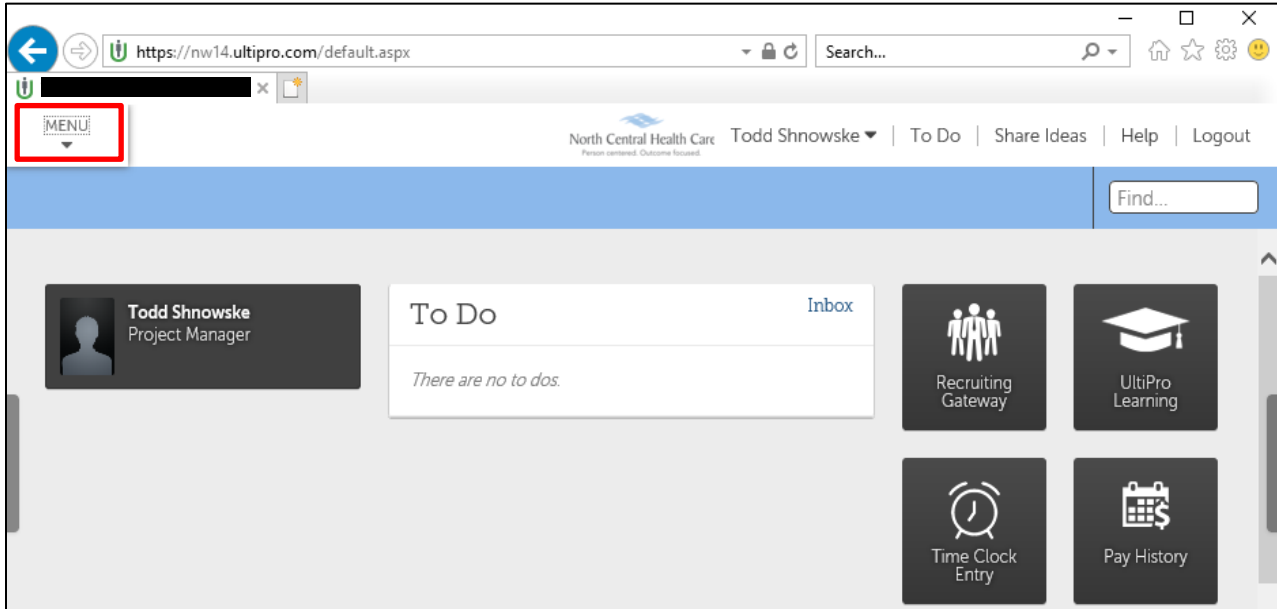 https://nw14.ultipro.com/default.aspx
Search...
MENU
North Central Health Care
Person centered. Outcome focused.
Todd Shnowske | To Do | Share Ideas | Help | Logout
Find...
Todd Shnowske
Project Manager
To Do
Inbox
There are no to dos.
Recruiting
Gateway
UltiPro
Learning
Time Clock
Entry
Pay History